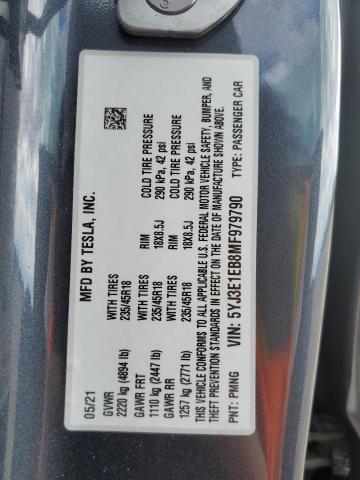 MFD BY TESLA, INC.
05/21
GVWR
2220 kg (4894 lb)
WITH TIRES
235/45R18
COLD TIRE PRESSURE
290 kPa, 42 psi
GAWR FRT
1110 kg (2447 lb)
WITH TIRES
235/45R18
RIM
18X8.5J
COLD TIRE PRESSURE
290 kPa, 42 psi
GAWR RR
1257 kg (2771 lb)
WITH TIRES
235/45R18
RIM
18X8.5J
THIS VEHICLE CONFORMS TO ALL APPLICABLE U.S. FEDERAL MOTOR VEHICLE SAFETY, BUMPER, AND
THEFT PREVENTION STANDARDS IN EFFECT ON THE DATE OF MANUFACTURE SHOWN ABOVE.
VIN: 5YJ3E1EB8MF979790
PNT: PMNG
TYPE: PASSENGER CAR